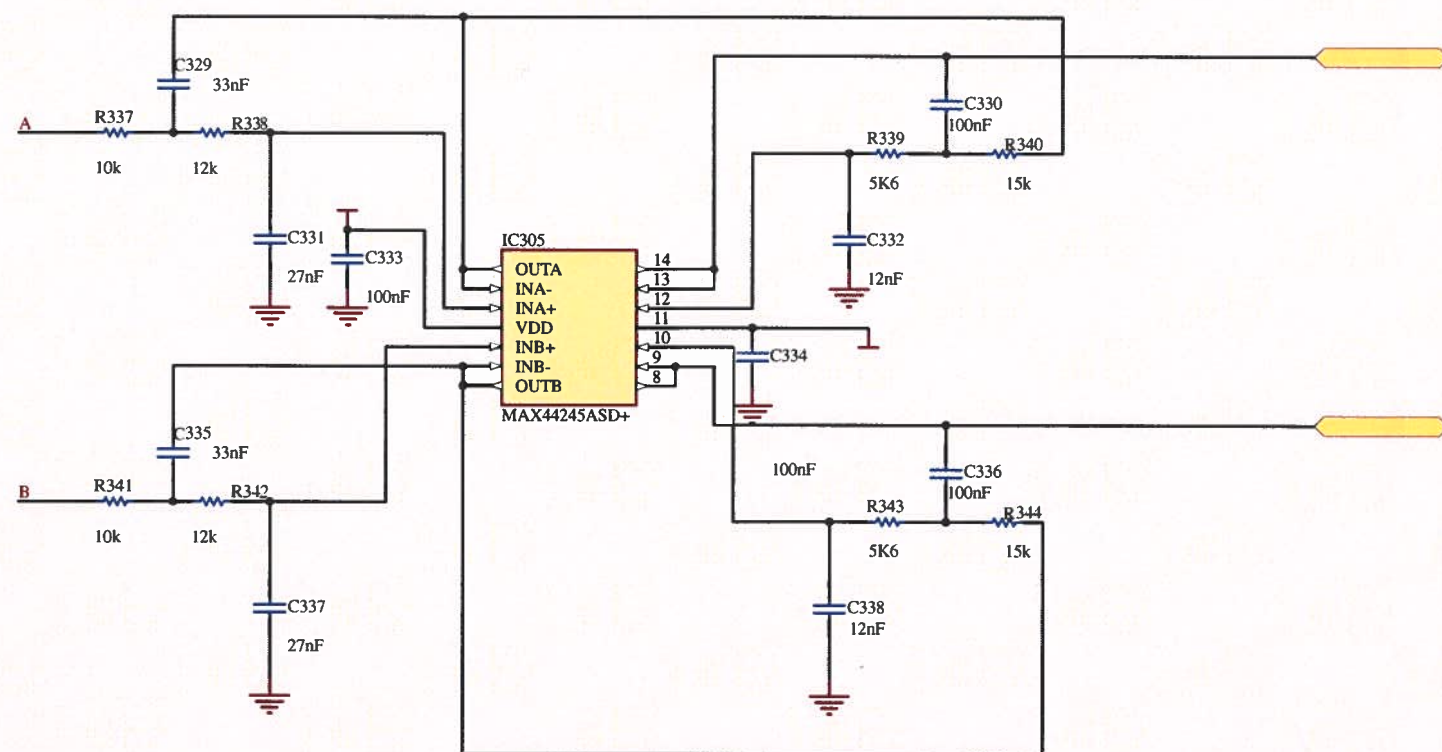 C329
33nF
A
R337
10k
R338
12k
C331
27nF
C333
100nF
C330
100nF
R339
5K6
R340
15k
C332
12nF
IC305
OUTA
INA-
INA+
VDD
INB+
INB-
OUTB
14
13
12
11
10
9
8
MAX44245ASD+
C334
100nF
C335
33nF
B
R341
10k
R342
12k
C337
27nF
C336
100nF
R343
5K6
R344
15k
C338
12nF